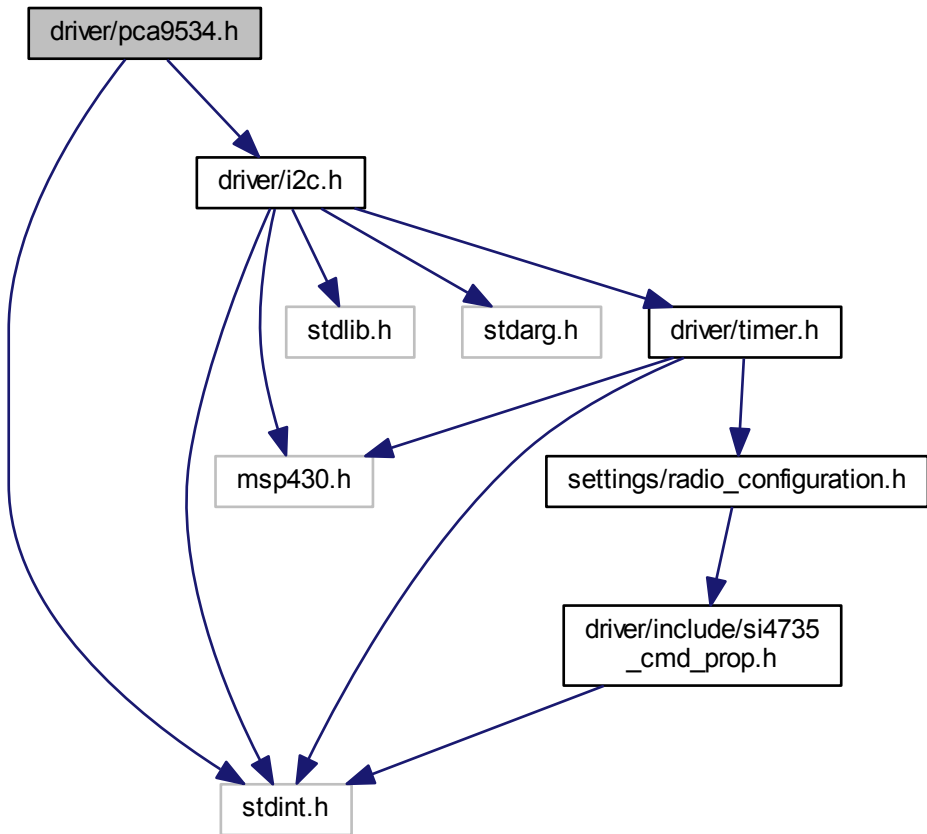 driver/pca9534.h
driver/i2c.h
stdlib.h
stdarg.h
driver/timer.h
msp430.h
settings/radio_configuration.h
driver/include/si4735
_cmd_prop.h
stdint.h